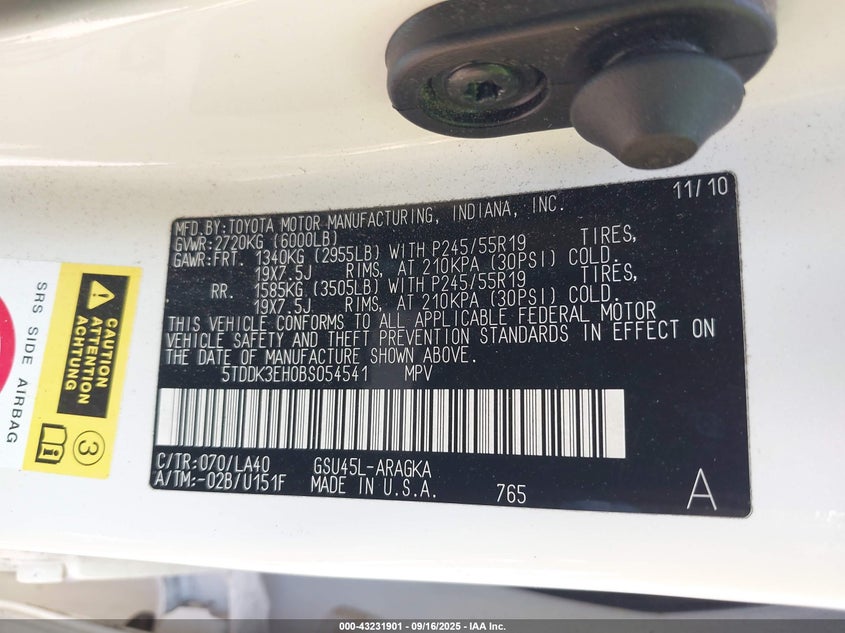 11/10
MFD.BY:TOYOTA MOTOR MANUFACTURING, INDIANA, INC.
GVWR:2720KG (6000LB)
GAWR:FRT. 1340KG (2955LB) WITH P245/55R19 TIRES,
19X7.5J RIMS, AT 210KPA (30PSI) COLD.
RR. 1585KG (3505LB) WITH P245/55R19 TIRES,
19X7.5J RIMS, AT 210KPA (30PSI) COLD.
THIS VEHICLE CONFORMS TO ALL APPLICABLE FEDERAL MOTOR
VEHICLE SAFETY AND THEFT PREVENTION STANDARDS IN EFFECT ON
THE DATE OF MANUFACTURE SHOWN ABOVE.
5TDDK3EH0BS054541 MPV
C/TR:070/LA40 GSU45L-ARAGKA
A/TM:-02B/U151F MADE IN U.S.A. 765 A
SRS SIDE AIRBAG
CAUTION
ATTENTION
ACHTUNG
i 3
000-43231901 - 09/16/2025 - IAA Inc.